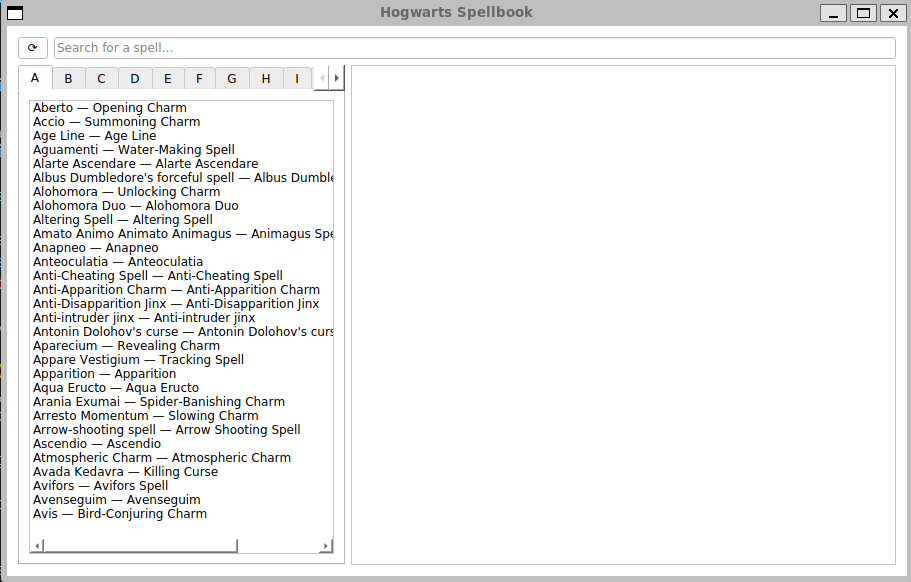 Hogwarts Spellbook
Search for a spell...
A B C D E F G H I
Aberto — Opening Charm
Accio — Summoning Charm
Age Line — Age Line
Aguamenti — Water-Making Spell
Alarte Ascendare — Alarte Ascendare
Albus Dumbledore's forceful spell — Albus Dumble
Alohomora — Unlocking Charm
Alohomora Duo — Alohomora Duo
Altering Spell — Altering Spell
Amato Animo Animato Animagus — Animagus Spe
Anapneo — Anapneo
Anteoculatia — Anteoculatia
Anti-Cheating Spell — Anti-Cheating Spell
Anti-Apparition Charm — Anti-Apparition Charm
Anti-Disapparition Jinx — Anti-Disapparition Jinx
Anti-intruder jinx — Anti-intruder jinx
Antonin Dolohov's curse — Antonin Dolohov's curs
Aparecium — Revealing Charm
Appare Vestigium — Tracking Spell
Apparition — Apparition
Aqua Eructo — Aqua Eructo
Arania Exumai — Spider-Banishing Charm
Arresto Momentum — Slowing Charm
Arrow-shooting spell — Arrow Shooting Spell
Ascendio — Ascendio
Atmospheric Charm — Atmospheric Charm
Avada Kedavra — Killing Curse
Avifors — Avifors Spell
Avenseguim — Avenseguim
Avis — Bird-Conjuring Charm